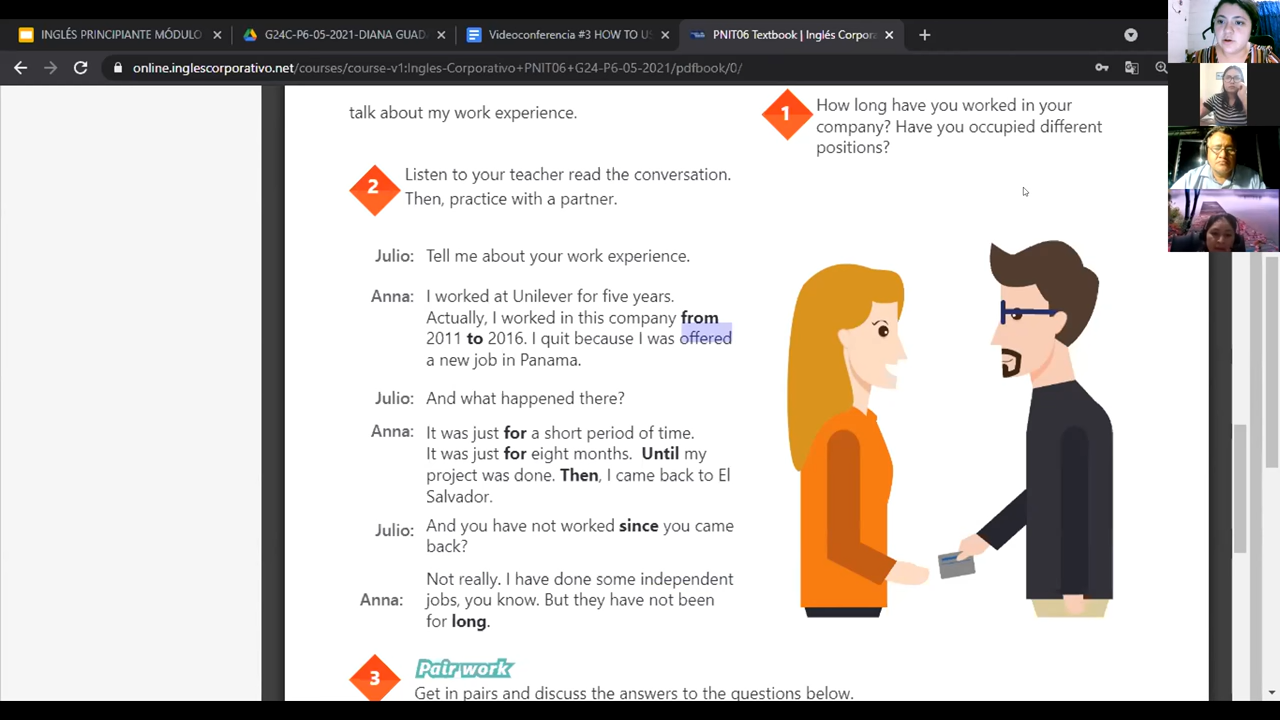 INGLÉS PRINCIPIANTE MÓDULO
G24C-P6-05-2021-DIANA GUAD
Videoconferencia #3 HOW TO US
PNIT06 Textbook | Inglés Corpora
online.inglescorporativo.net/courses/course-v1:Ingles-Corpor
+G24-P6-05-2021/pdfbook/0/
talk about my work experience.
1
How long have you worked in your
company? Have you occupied different
positions?
2
Listen to your teacher read the conversation.
Then, practice with a partner.
Julio: Tell me about your work experience.
Anna: I worked at Unilever for five years.
Actually, I worked in this company from
2011 to 2016. I quit because I was offered
a new job in Panama.
Julio: And what happened there?
Anna: It was just for a short period of time.
It was just for eight months. Until my
project was done. Then, I came back to El
Salvador.
Julio: And you have not worked since you came
back?
Not really. I have done some independent
Anna: jobs, you know. But they have not been
for long.
3
Pair work
Get in pairs and discuss the answers to the questions below.